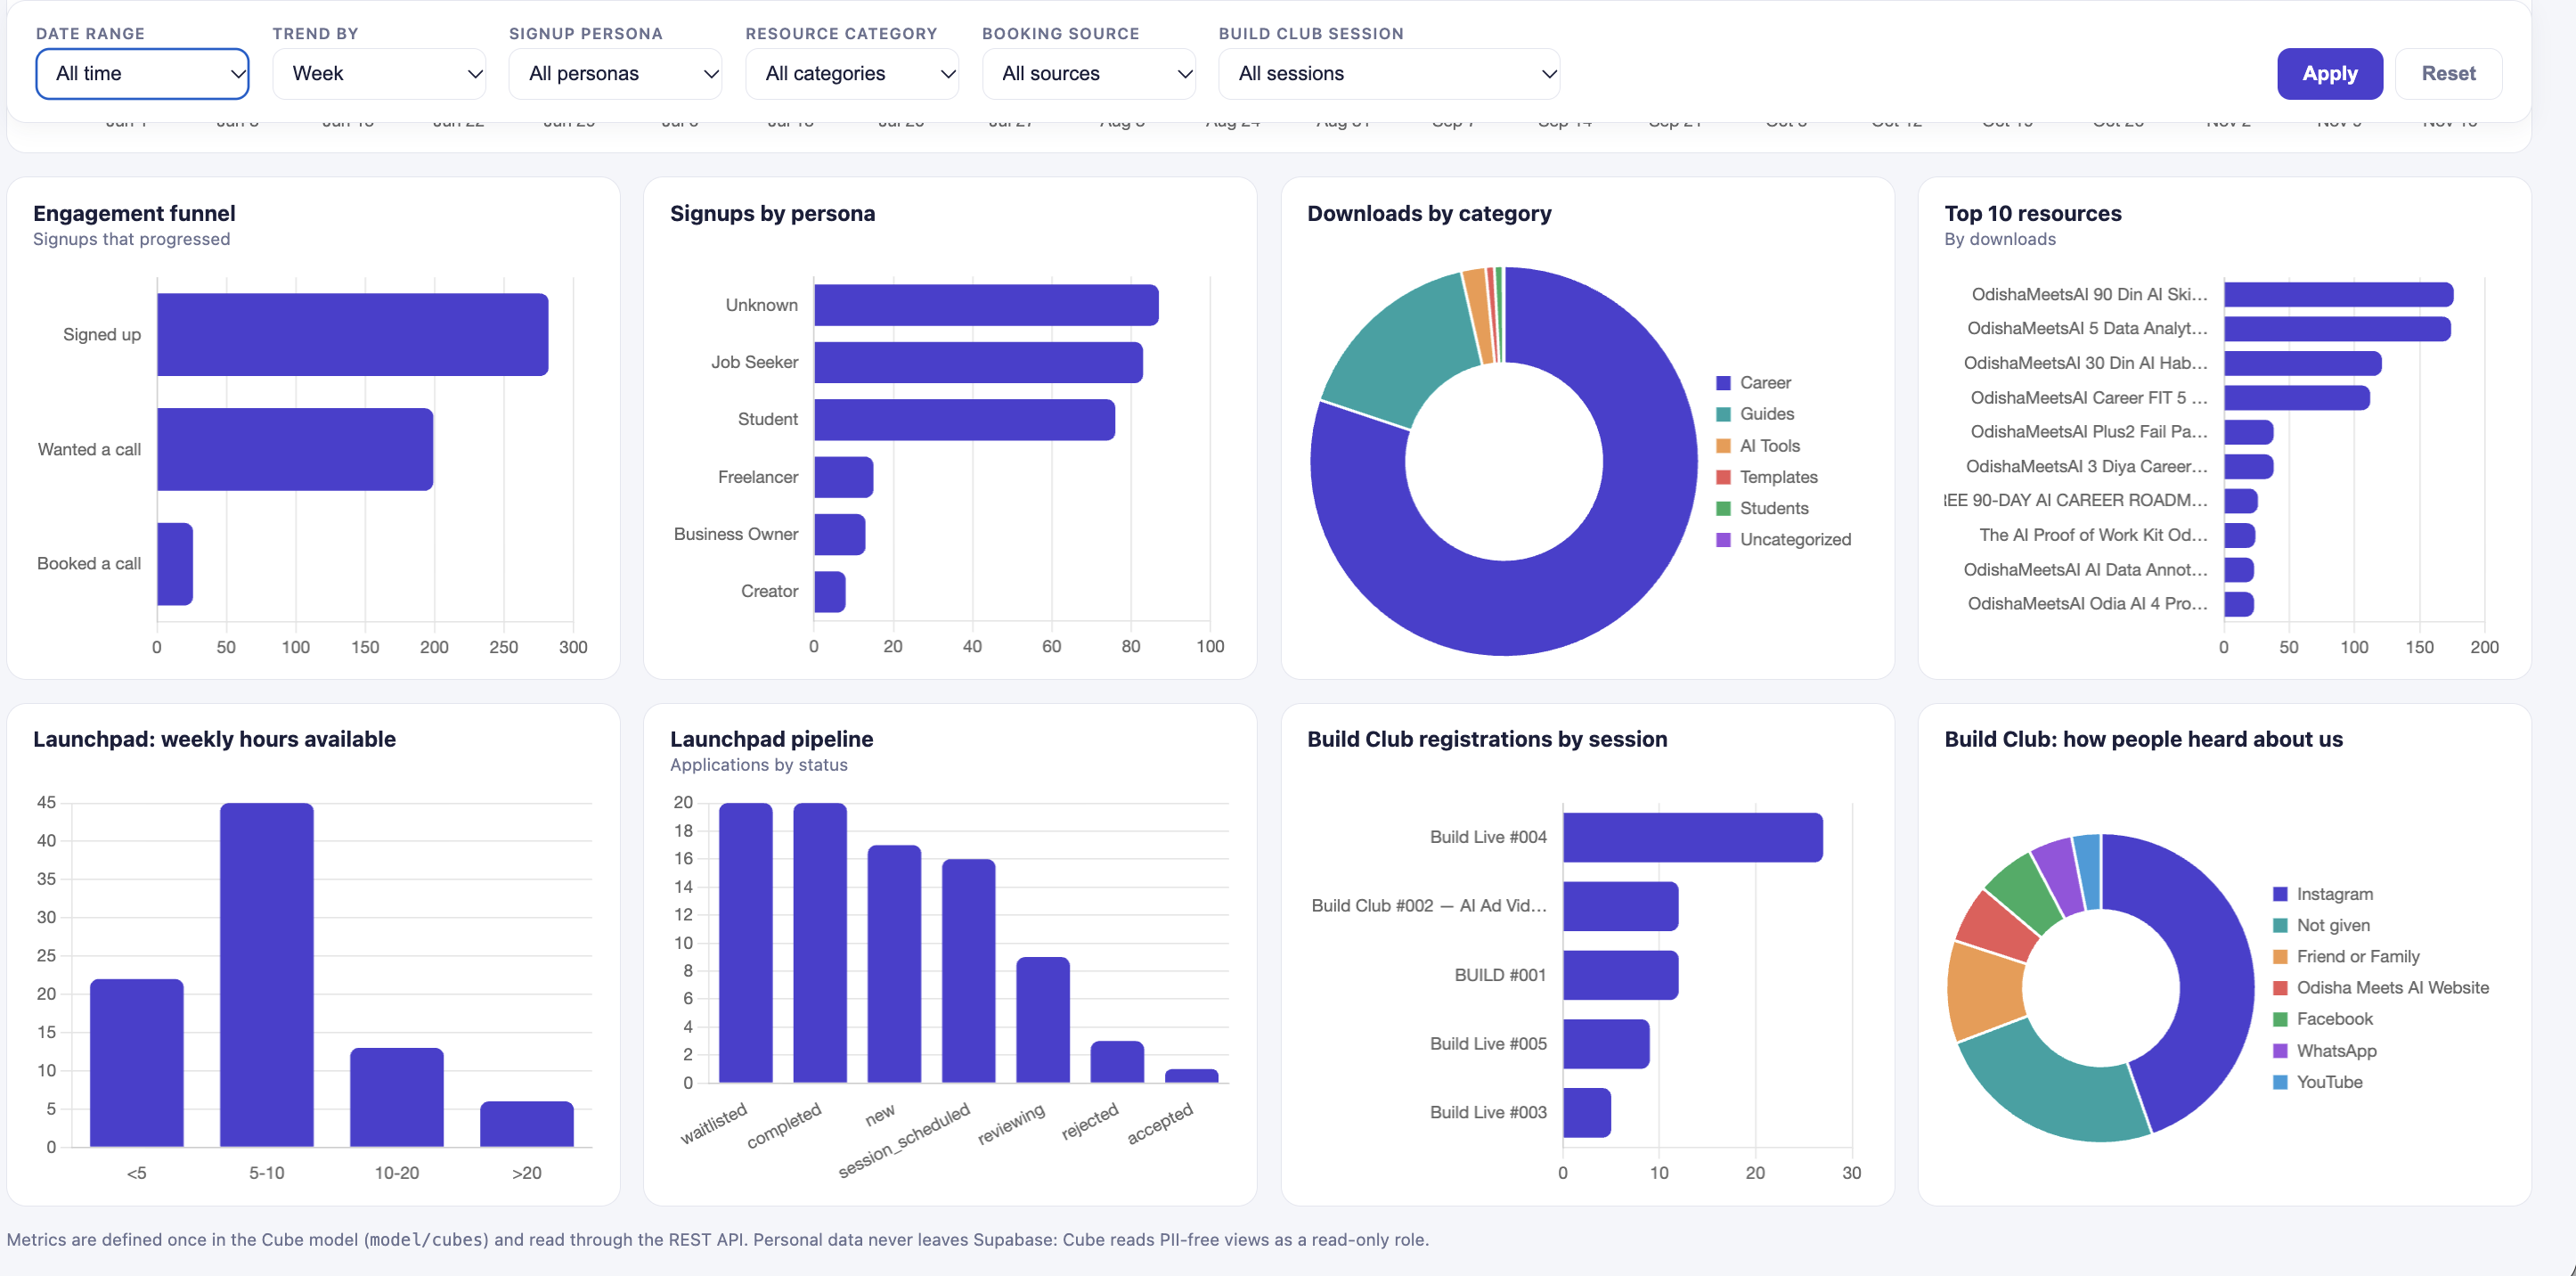 DATE RANGE
TREND BY
SIGNUP PERSONA
RESOURCE CATEGORY
BOOKING SOURCE
BUILD CLUB SESSION
All time
Week
All personas
All categories
All sources
All sessions
Apply
Reset
Engagement funnel
Signups that progressed
Signed up
Wanted a call
Booked a call
0 50 100 150 200 250 300
Signups by persona
Unknown
Job Seeker
Student
Freelancer
Business Owner
Creator
0 20 40 60 80 100
Downloads by category
Career
Guides
AI Tools
Templates
Students
Uncategorized
Top 10 resources
By downloads
OdishaMeetsAI 90 Din AI Ski...
OdishaMeetsAI 5 Data Analyt...
OdishaMeetsAI 30 Din AI Hab...
OdishaMeetsAI Career FIT 5 ...
OdishaMeetsAI Plus2 Fail Pa...
OdishaMeetsAI 3 Diya Career...
EE 90-DAY AI CAREER ROADM...
The AI Proof of Work Kit Od...
OdishaMeetsAI AI Data Annot...
OdishaMeetsAI Odia AI 4 Pro...
0 50 100 150 200
Launchpad: weekly hours available
45
40
35
30
25
20
15
10
5
0
<5 5-10 10-20 >20
Launchpad pipeline
Applications by status
20
18
16
14
12
10
8
6
4
2
0
waitlisted completed new session_scheduled reviewing rejected accepted
Build Club registrations by session
Build Live #004
Build Club #002 — AI Ad Vid...
BUILD #001
Build Live #005
Build Live #003
0 10 20 30
Build Club: how people heard about us
Instagram
Not given
Friend or Family
Odisha Meets AI Website
Facebook
WhatsApp
YouTube
Metrics are defined once in the Cube model (model/cubes) and read through the REST API. Personal data never leaves Supabase: Cube reads PII-free views as a read-only role.